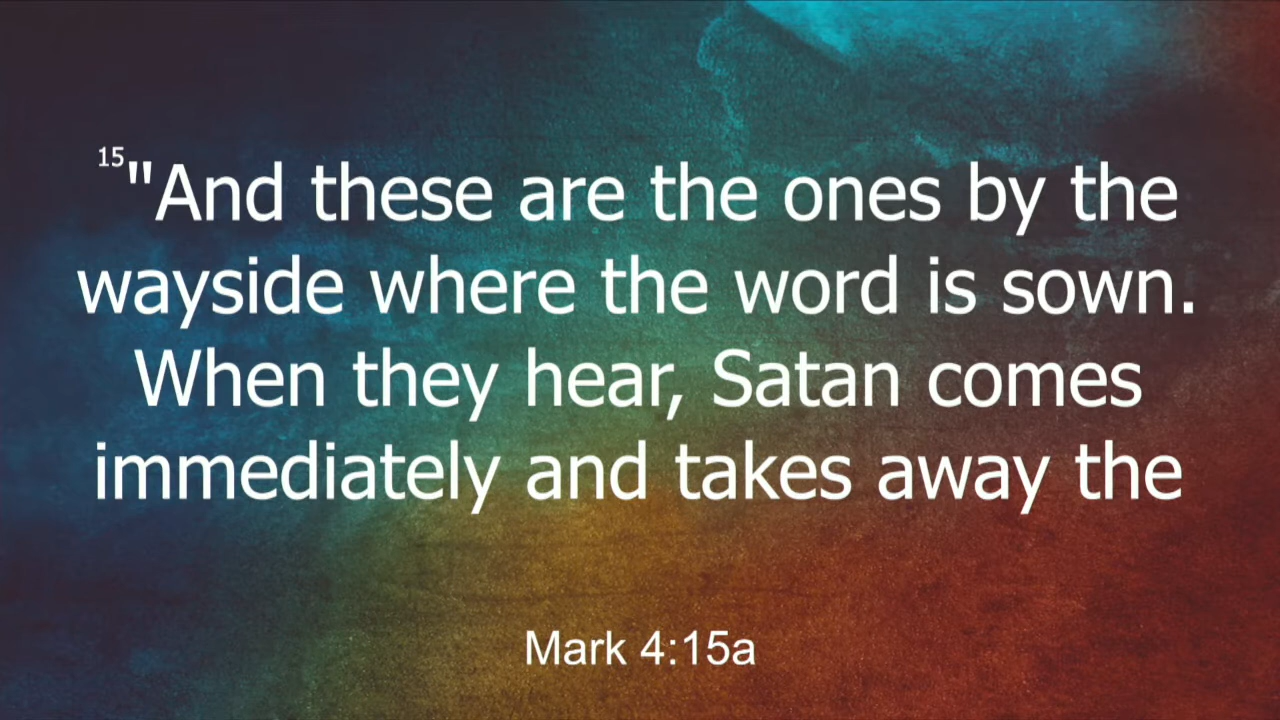 15"And these are the ones by the
wayside where the word is sown.
When they hear, Satan comes
immediately and takes away the
Mark 4:15a